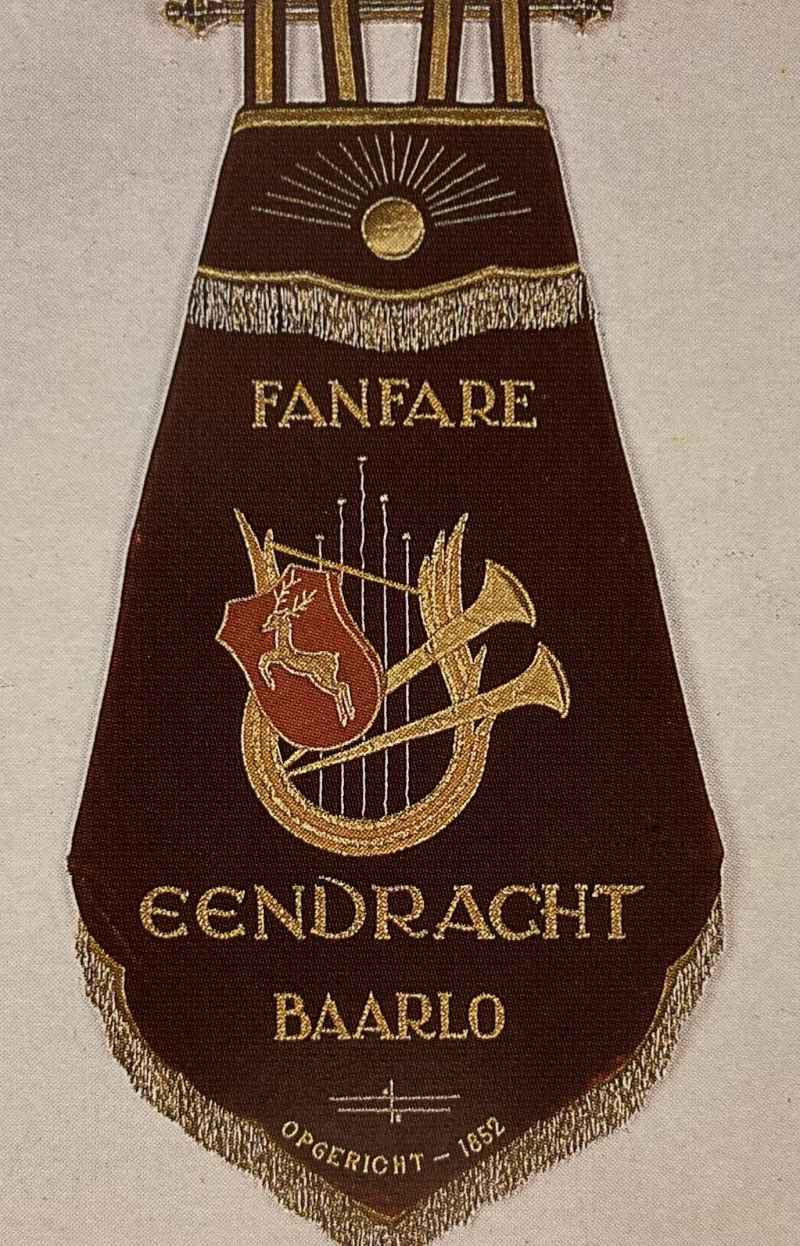 FANFARE
EENDRACHT
BAARLO
OPGERICHT – 1852